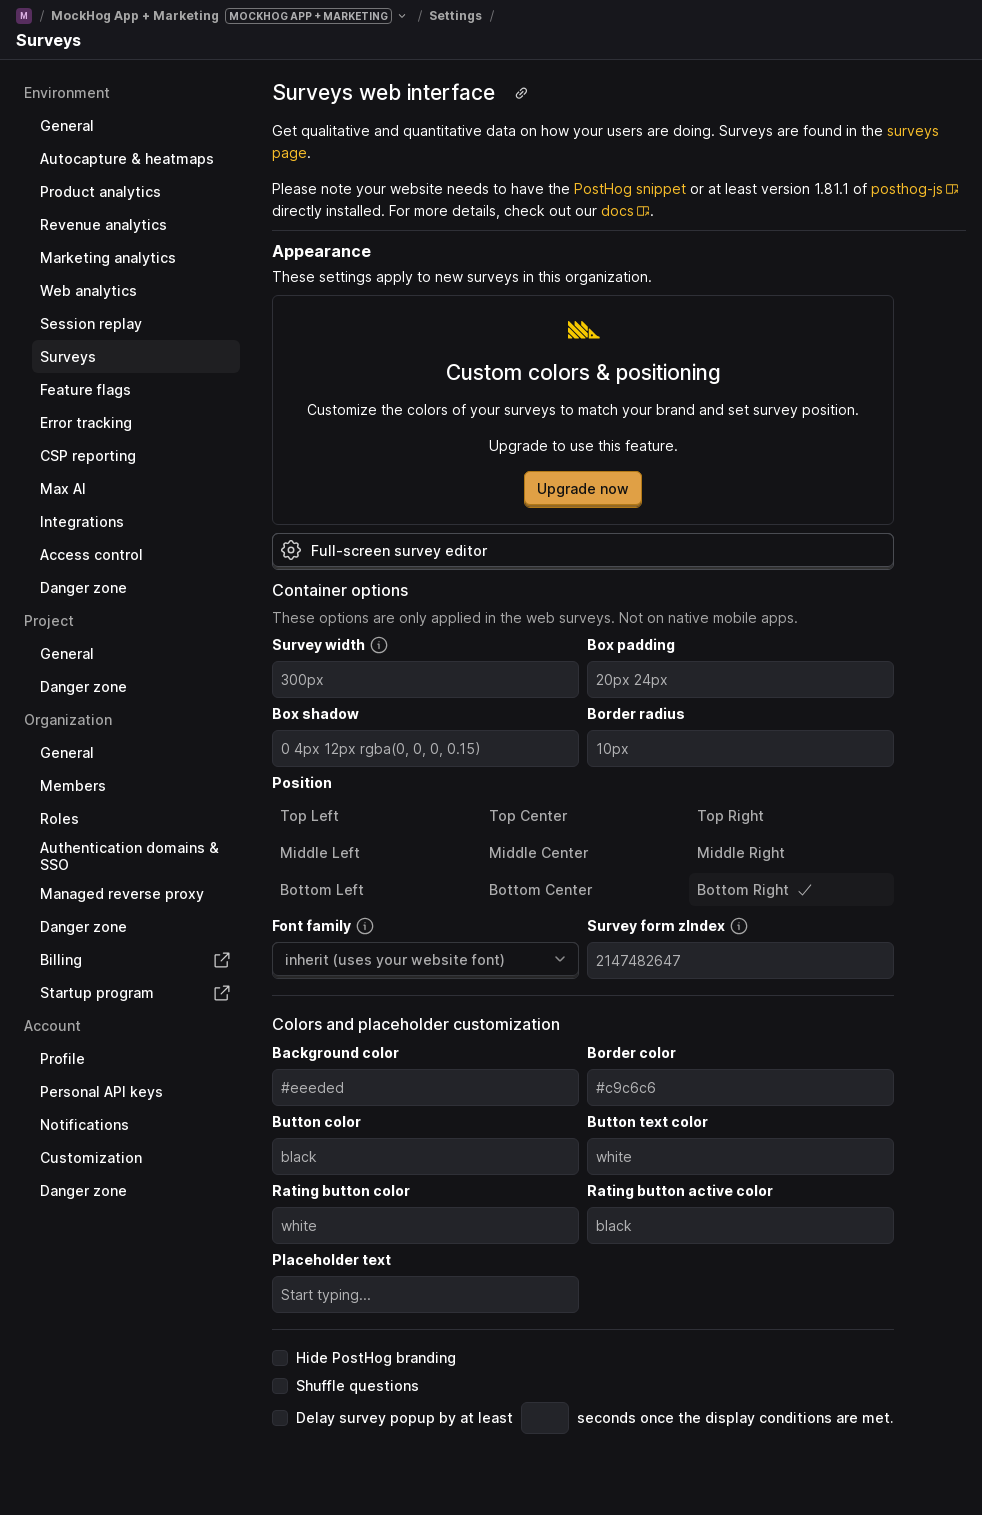 M / MockHog App + Marketing MOCKHOG APP + MARKETING / Settings /
Surveys
Environment
General
Autocapture & heatmaps
Product analytics
Revenue analytics
Marketing analytics
Web analytics
Session replay
Surveys
Feature flags
Error tracking
CSP reporting
Max AI
Integrations
Access control
Danger zone
Project
General
Danger zone
Organization
General
Members
Roles
Authentication domains &
SSO
Managed reverse proxy
Danger zone
Billing
Startup program
Account
Profile
Personal API keys
Notifications
Customization
Danger zone
Surveys web interface
Get qualitative and quantitative data on how your users are doing. Surveys are found in the surveys
page.
Please note your website needs to have the PostHog snippet or at least version 1.81.1 of posthog-js
directly installed. For more details, check out our docs.
Appearance
These settings apply to new surveys in this organization.
Custom colors & positioning
Customize the colors of your surveys to match your brand and set survey position.
Upgrade to use this feature.
Upgrade now
Full-screen survey editor
Container options
These options are only applied in the web surveys. Not on native mobile apps.
Survey width Box padding
300px 20px 24px
Box shadow Border radius
0 4px 12px rgba(0, 0, 0, 0.15) 10px
Position
Top Left Top Center Top Right
Middle Left Middle Center Middle Right
Bottom Left Bottom Center Bottom Right
Font family Survey form zIndex
inherit (uses your website font) 2147482647
Colors and placeholder customization
Background color Border color
#eeeded #c9c6c6
Button color Button text color
black white
Rating button color Rating button active color
white black
Placeholder text
Start typing...
Hide PostHog branding
Shuffle questions
Delay survey popup by at least seconds once the display conditions are met.